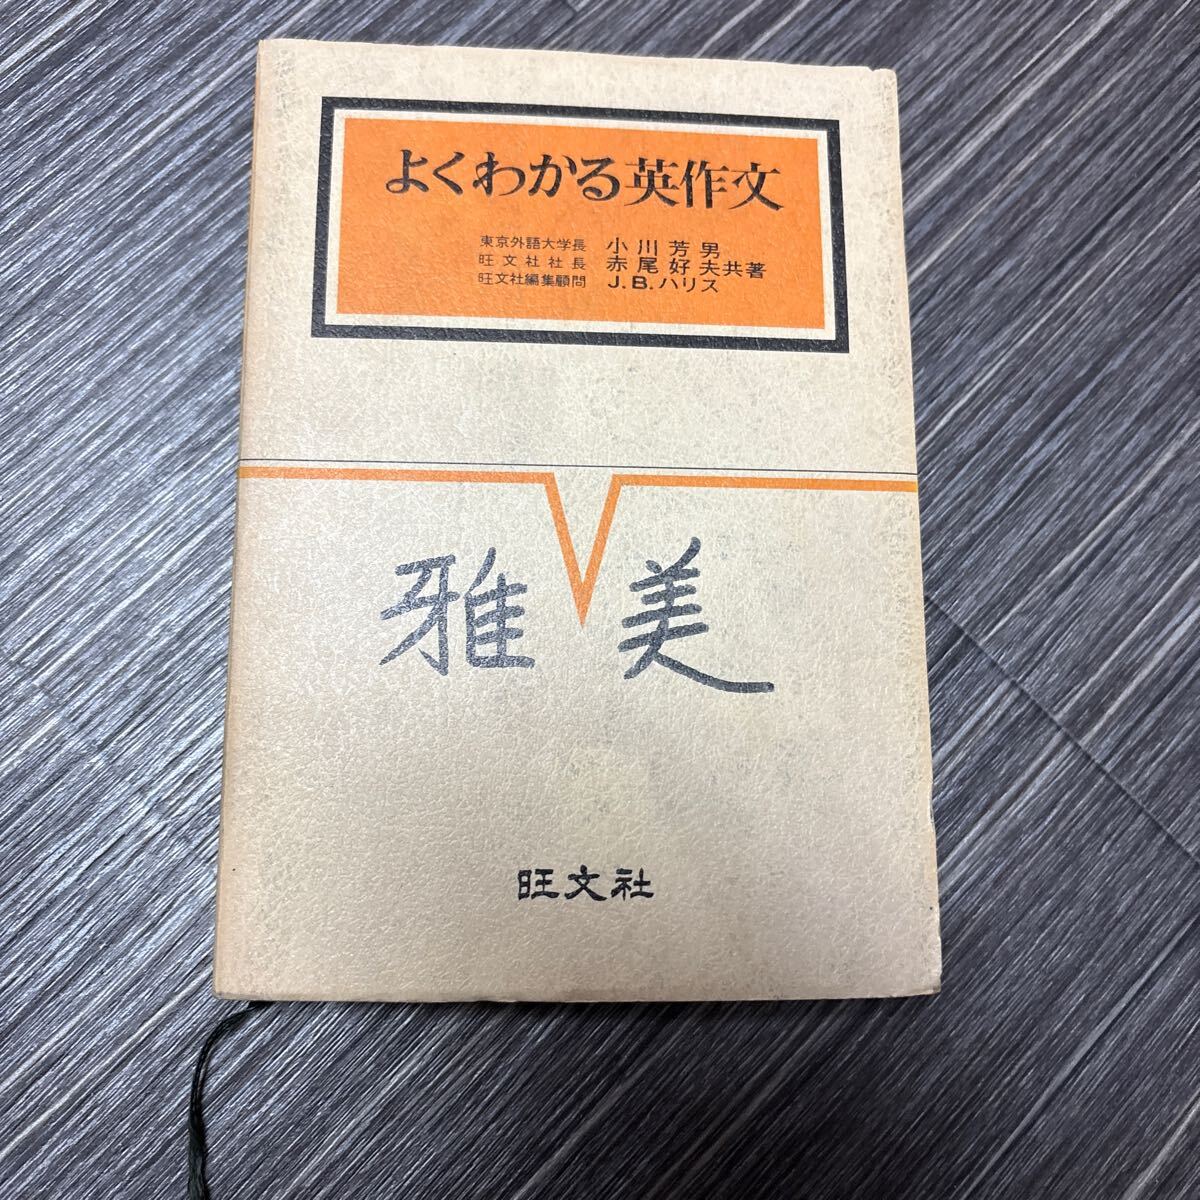 よくわかる英作文
東京外語大学長 小川芳男
旺文社社長 赤尾好夫共著
旺文社編集顧問 J.B.ハリス
雅美
旺文社